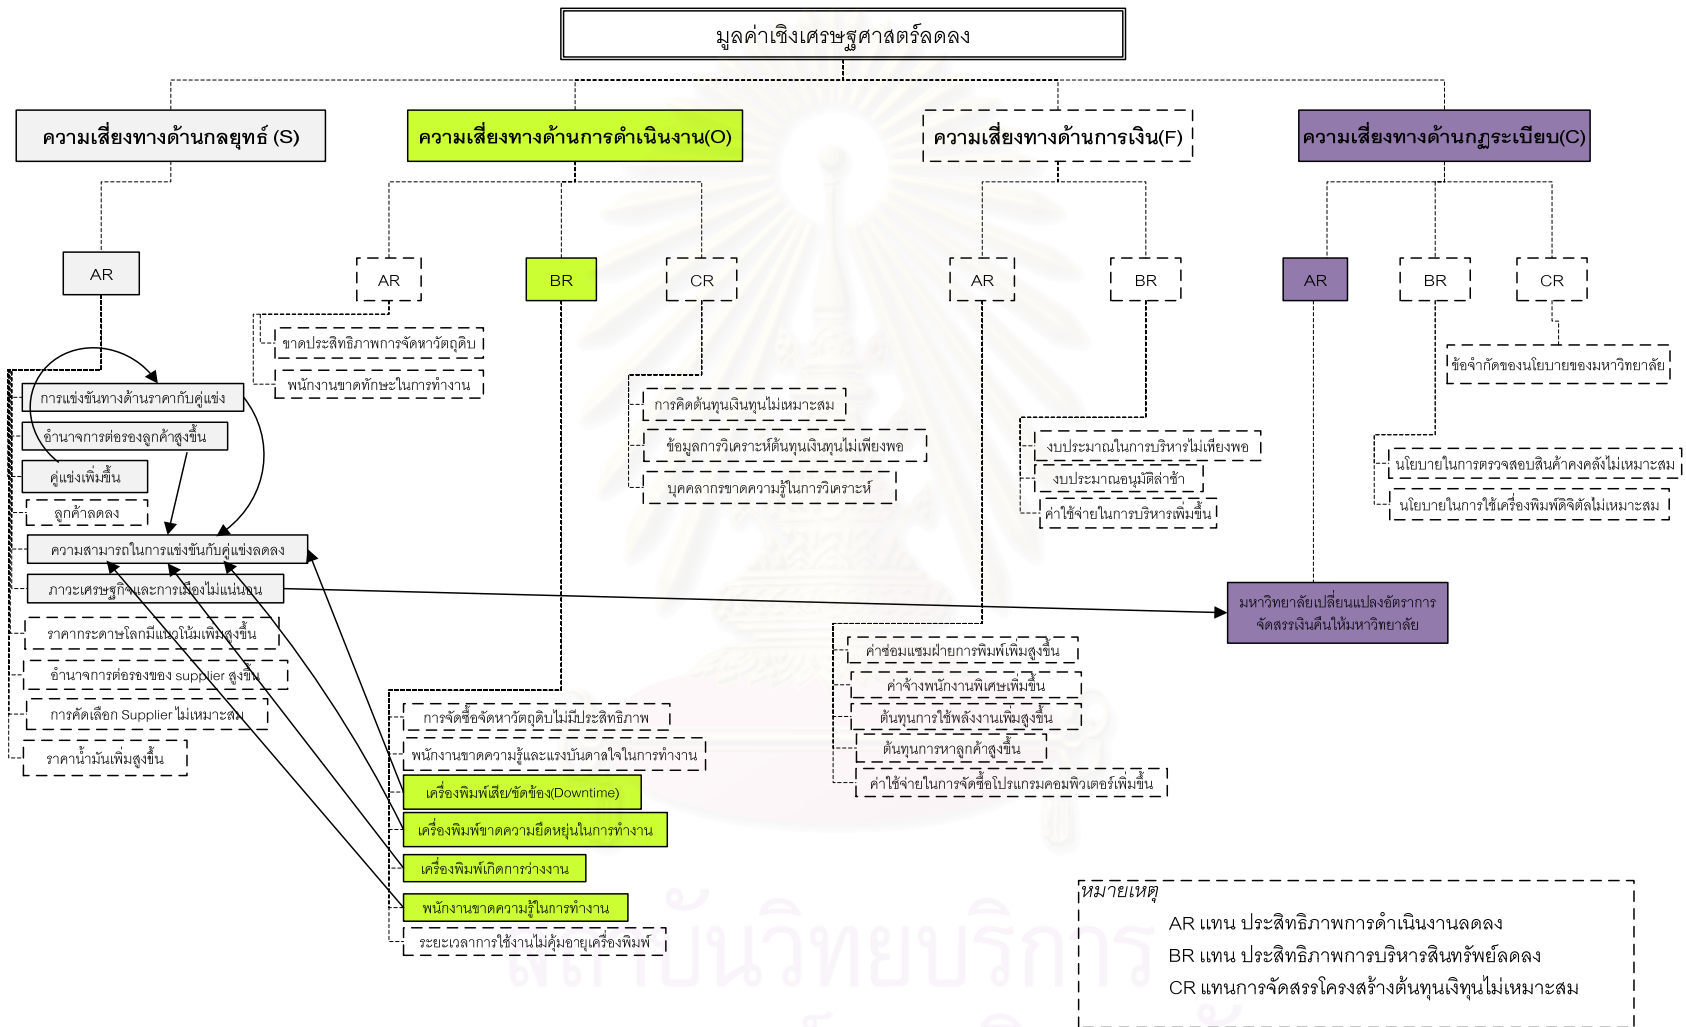 มูลค่าเชิงเศรษฐศาสตร์ลดลง
ความเสี่ยงทางด้านกลยุทธ์ (S)
ความเสี่ยงทางด้านการดำเนินงาน(O)
ความเสี่ยงทางด้านการเงิน(F)
ความเสี่ยงทางด้านกฎระเบียบ(C)
AR
AR
BR
CR
AR
BR
AR
BR
CR
การแข่งขันทางด้านราคากับคู่แข่ง
อำนาจการต่อรองลูกค้าสูงขึ้น
คู่แข่งเพิ่มขึ้น
ลูกค้าลดลง
ความสามารถในการแข่งขันกับคู่แข่งลดลง
ภาวะเศรษฐกิจและการเมืองไม่แน่นอน
ราคากระดาษโลกมีแนวโน้มเพิ่มสูงขึ้น
อำนาจการต่อรองของ supplier สูงขึ้น
การคัดเลือก Supplier ไม่เหมาะสม
ราคาน้ำมันเพิ่มสูงขึ้น
ขาดประสิทธิภาพการจัดหาวัตถุดิบ
พนักงานขาดทักษะในการทำงาน
การจัดซื้อจัดหาวัตถุดิบไม่มีประสิทธิภาพ
พนักงานขาดความรู้และแรงบันดาลใจในการทำงาน
เครื่องพิมพ์เสีย/ขัดข้อง(Downtime)
เครื่องพิมพ์ขาดความยืดหยุ่นในการทำงาน
เครื่องพิมพ์เกิดการว่างงาน
พนักงานขาดความรู้ในการทำงาน
ระยะเวลาการใช้งานไม่คุ้มอายุเครื่องพิมพ์
การคิดต้นทุนเงินทุนไม่เหมาะสม
ข้อมูลการวิเคราะห์ต้นทุนเงินทุนไม่เพียงพอ
บุคคลากรขาดความรู้ในการวิเคราะห์
ค่าซ่อมแซมฝ่ายการพิมพ์เพิ่มสูงขึ้น
ค่าจ้างพนักงานพิเศษเพิ่มขึ้น
ต้นทุนการใช้พลังงานเพิ่มสูงขึ้น
ต้นทุนการหาลูกค้าสูงขึ้น
ค่าใช้จ่ายในการจัดซื้อโปรแกรมคอมพิวเตอร์เพิ่มขึ้น
งบประมาณในการบริหารไม่เพียงพอ
งบประมาณอนุมัติล่าช้า
ค่าใช้จ่ายในการบริหารเพิ่มขึ้น
มหาวิทยาลัยเปลี่ยนแปลงอัตราการ
จัดสรรเงินคืนให้มหาวิทยาลัย
นโยบายในการตรวจสอบสินค้าคงคลังไม่เหมาะสม
นโยบายในการใช้เครื่องพิมพ์ดิจิตัลไม่เหมาะสม
ข้อจำกัดของนโยบายของมหาวิทยาลัย
หมายเหตุ
AR แทน ประสิทธิภาพการดำเนินงานลดลง
BR แทน ประสิทธิภาพการบริหารสินทรัพย์ลดลง
CR แทนการจัดสรรโครงสร้างต้นทุนเงิทุนไม่เหมาะสม
สถาบันวิทยบริการ